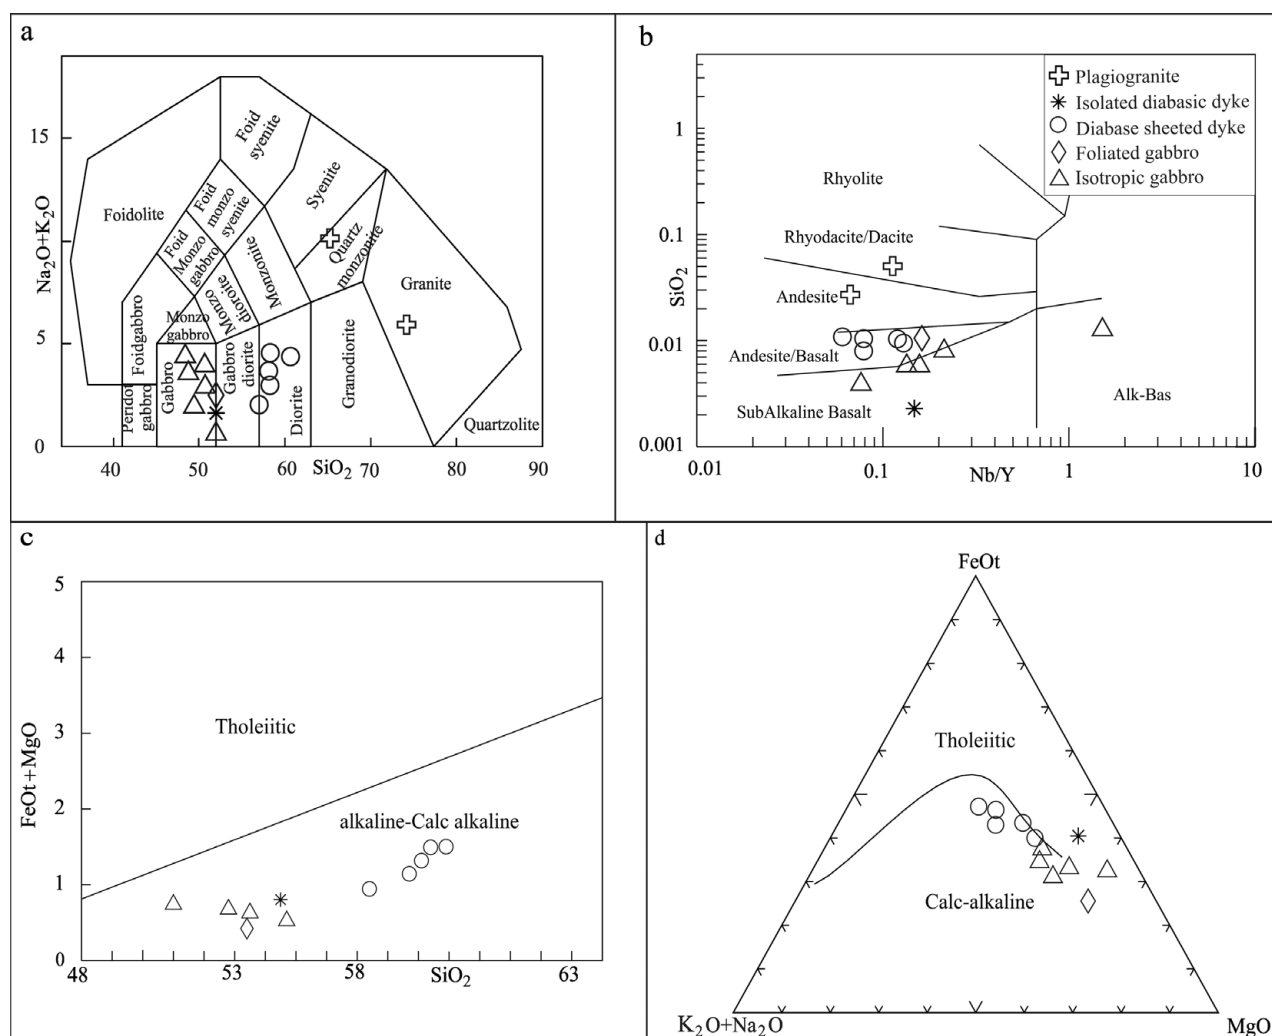 a
Na₂O+K₂O
15
5
0
40
50
60
70
80
90
SiO₂
Foidolite
Foid
syenite
Foid
monzo
syenite
Foid
Monzo
gabbro
Syenite
Quartz
monzonite
Monzonite
Monzo
dioroite
Monzo
gabbro
Foidgabbro
Peridot
gabbro
Gabbro
Gabbro
diorite
Diorite
Granodiorite
Granite
Quartzolite
b
SiO₂
1
0.1
0.01
0.001
0.01
0.1
1
10
Nb/Y
Plagiogranite
Isolated diabasic dyke
Diabase sheeted dyke
Foliated gabbro
Isotropic gabbro
Rhyolite
Rhyodacite/Dacite
Andesite
Andesite/Basalt
SubAlkaline Basalt
Alk-Bas
c
FeOt+MgO
5
4
3
2
1
0
48
53
58
63
SiO₂
Tholeiitic
alkaline-Calc alkaline
d
FeOt
Tholeiitic
Calc-alkaline
K₂O+Na₂O
MgO